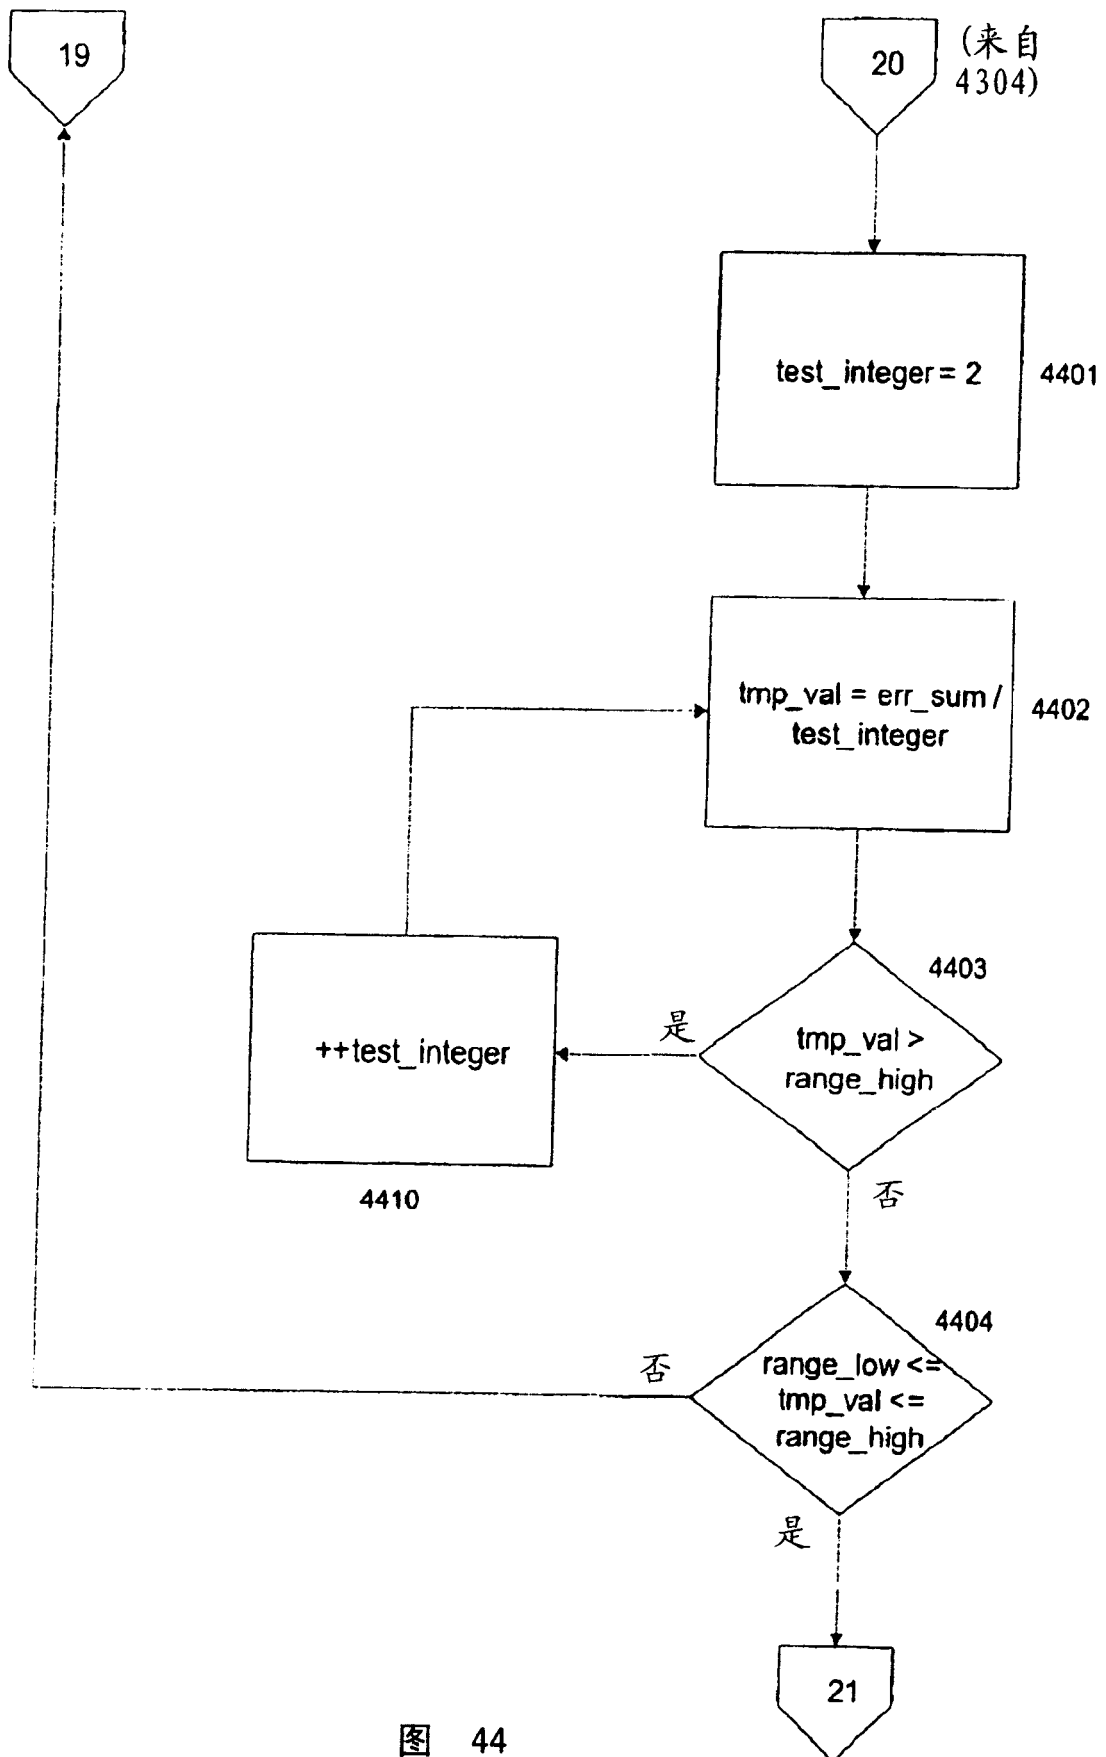 19
20
(来自
4304)
test_integer = 2
4401
tmp_val = err_sum /
test_integer
4402
4403
tmp_val >
range_high
是
++test_integer
4410
否
4404
range_low <=
tmp_val <=
range_high
否
是
21
图 44